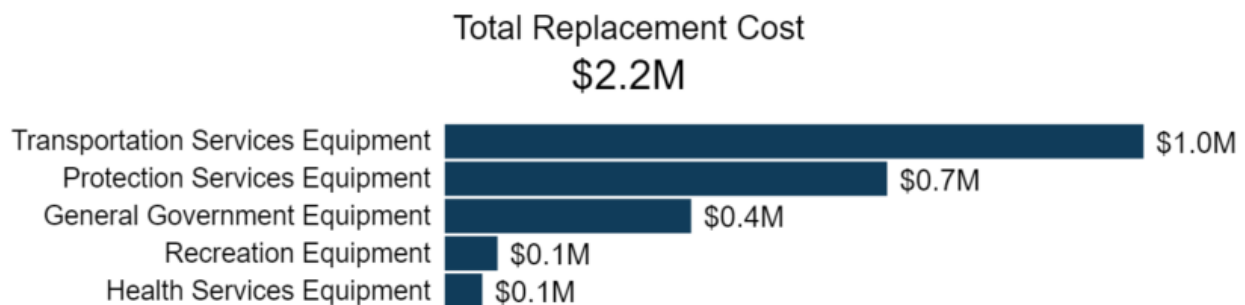 Total Replacement Cost
$2.2M
Transportation Services Equipment $1.0M
Protection Services Equipment $0.7M
General Government Equipment $0.4M
Recreation Equipment $0.1M
Health Services Equipment $0.1M